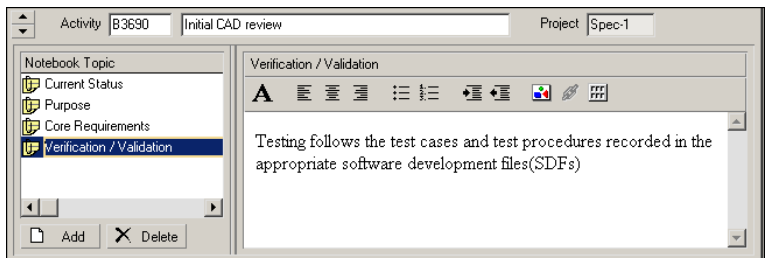 Activity B3690 Initial CAD review Project Spec-1
Notebook Topic
Current Status
Purpose
Core Requirements
Verification / Validation
Add Delete
Verification / Validation
A
Testing follows the test cases and test procedures recorded in the
appropriate software development files(SDFs)